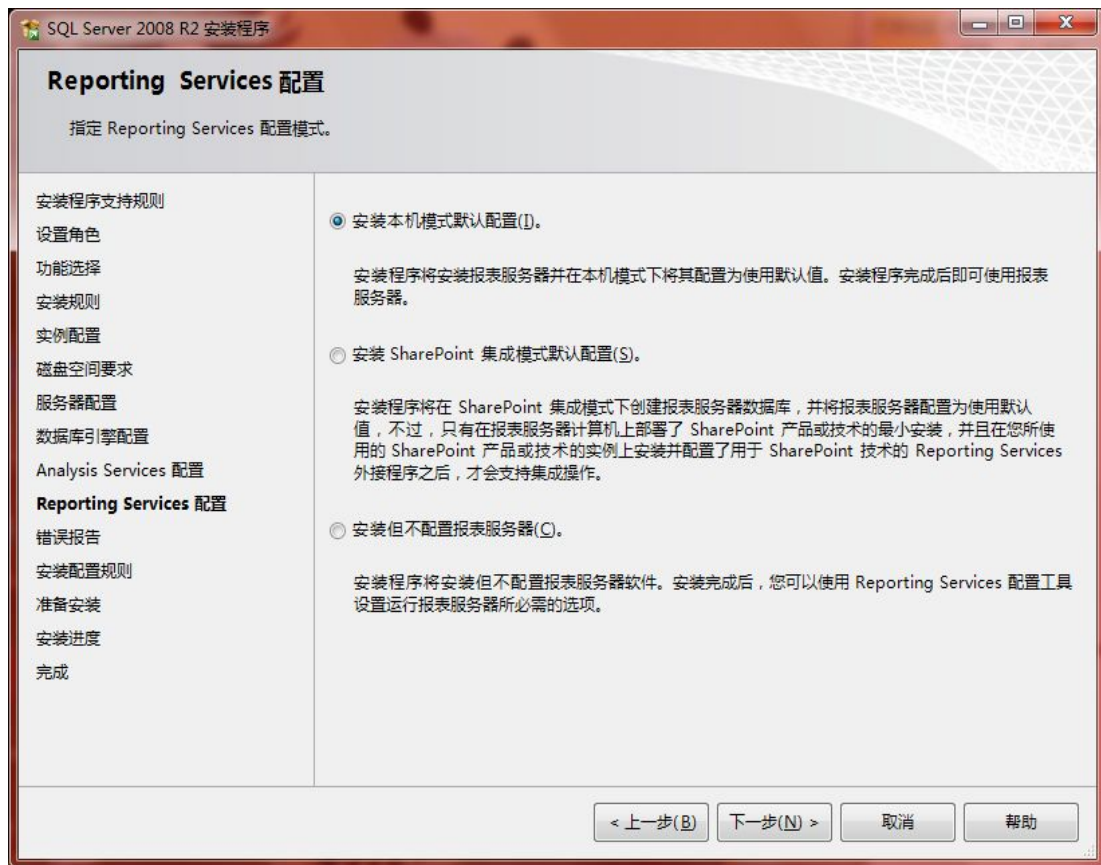 SQL Server 2008 R2 安装程序
Reporting Services 配置
指定 Reporting Services 配置模式。
安装程序支持规则
设置角色
功能选择
安装规则
实例配置
磁盘空间要求
服务器配置
数据库引擎配置
Analysis Services 配置
Reporting Services 配置
错误报告
安装配置规则
准备安装
安装进度
完成
安装本机模式默认配置(I)。
安装程序将安装报表服务器并在本机模式下将其配置为使用默认值。安装程序完成后即可使用报表
服务器。
安装 SharePoint 集成模式默认配置(S)。
安装程序将在 SharePoint 集成模式下创建报表服务器数据库，并将报表服务器配置为使用默认
值，不过，只有在报表服务器计算机上部署了 SharePoint 产品或技术的最小安装，并且在您所使
用的 SharePoint 产品或技术的实例上安装并配置了用于 SharePoint 技术的 Reporting Services
外接程序之后，才会支持集成操作。
安装但不配置报表服务器(C)。
安装程序将安装但不配置报表服务器软件。安装完成后，您可以使用 Reporting Services 配置工具
设置运行报表服务器所必需的选项。
< 上一步(B)
下一步(N) >
取消
帮助